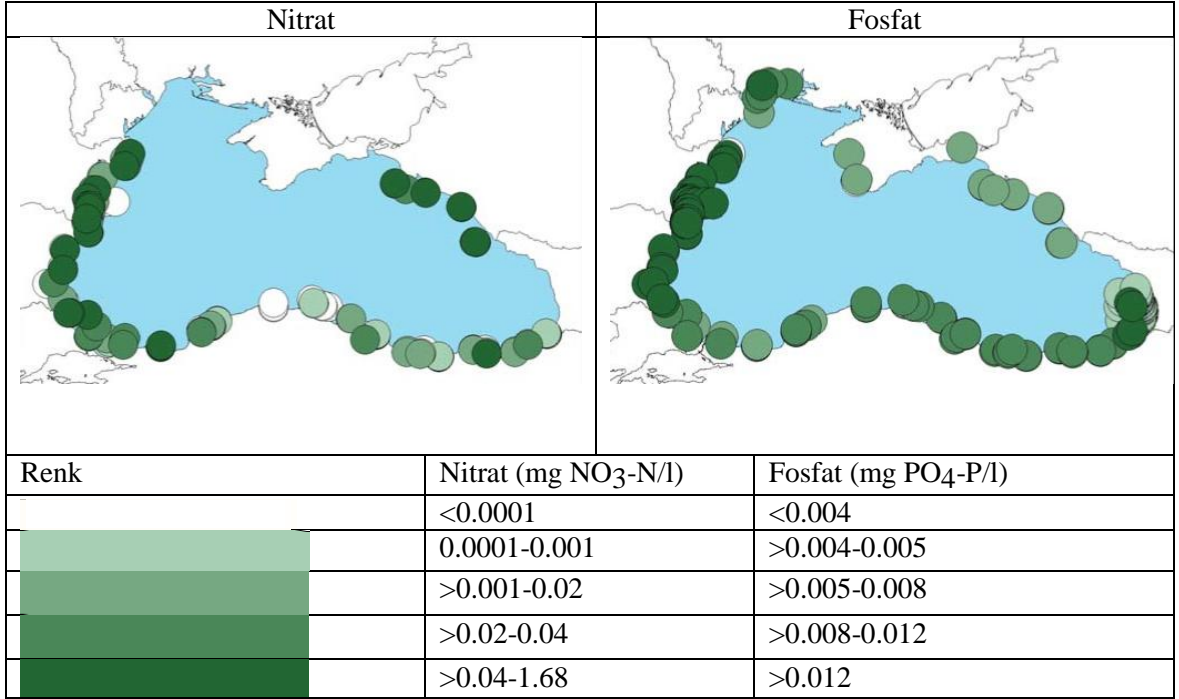 Nitrat Fosfat
Renk Nitrat (mg NO3-N/l) Fosfat (mg PO4-P/l)
<0.0001 <0.004
0.0001-0.001 >0.004-0.005
>0.001-0.02 >0.005-0.008
>0.02-0.04 >0.008-0.012
>0.04-1.68 >0.012